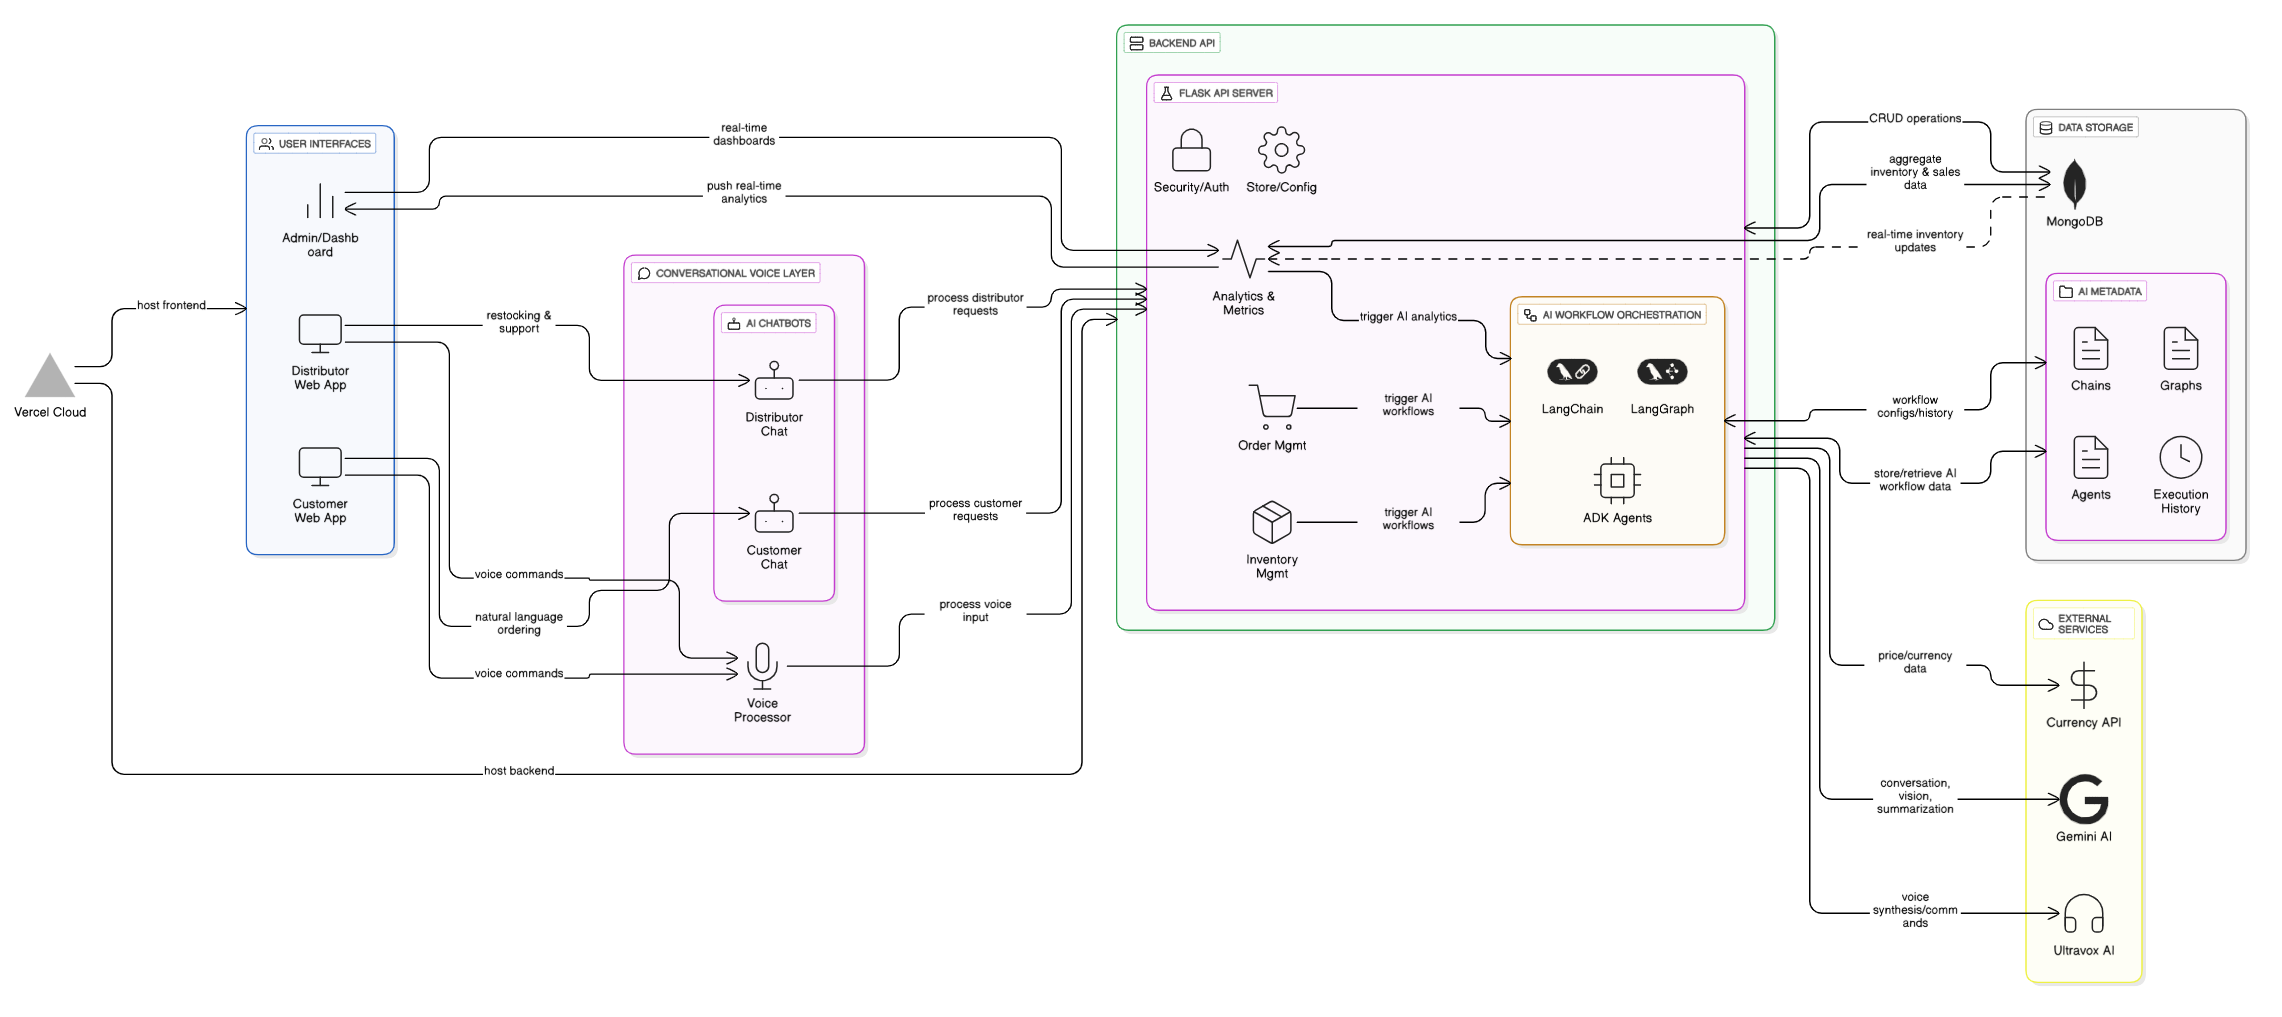 BACKEND API
FLASK API SERVER
Security/Auth
Store/Config
CRUD operations
DATA STORAGE
real-time
dashboards
USER INTERFACES
aggregate
inventory & sales
data
push real-time
analytics
MongoDB
Admin/Dashb
oard
real-time inventory
updates
CONVERSATIONAL VOICE LAYER
AI METADATA
host frontend
process distributor
requests
Analytics &
Metrics
trigger AI analytics
AI WORKFLOW ORCHESTRATION
restocking &
support
AI CHATBOTS
Distributor
Web App
Chains
Graphs
Vercel Cloud
LangChain
LangGraph
trigger AI
workflows
workflow
configs/history
Distributor
Chat
Order Mgmt
store/retrieve AI
workflow data
Agents
Execution
History
Customer
Web App
process customer
requests
trigger AI
workflows
ADK Agents
Customer
Chat
Inventory
Mgmt
voice commands
natural language
ordering
process voice
input
EXTERNAL
SERVICES
voice commands
price/currency
data
Voice
Processor
Currency API
host backend
conversation,
vision,
summarization
Gemini AI
voice
synthesis/comm
ands
Ultravox AI